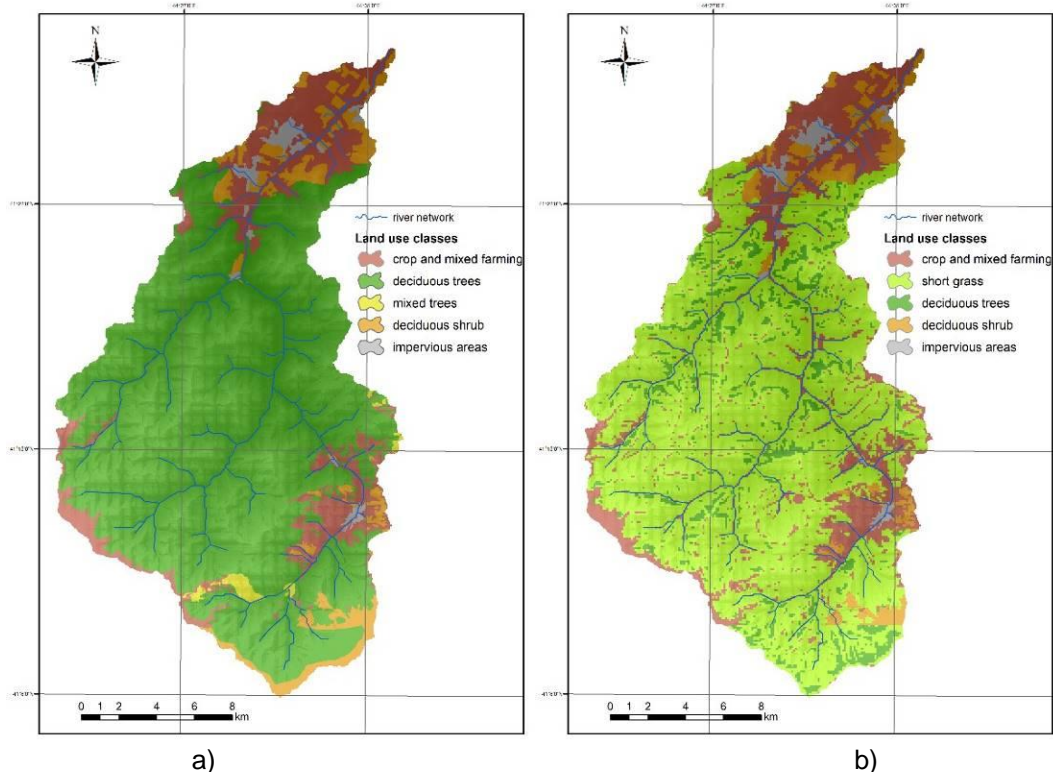 N
river network
Land use classes
crop and mixed farming
deciduous trees
mixed trees
deciduous shrub
impervious areas
0 1 2 4 6 8
km
a)
N
river network
Land use classes
crop and mixed farming
short grass
deciduous trees
deciduous shrub
impervious areas
0 1 2 4 6 8
km
b)